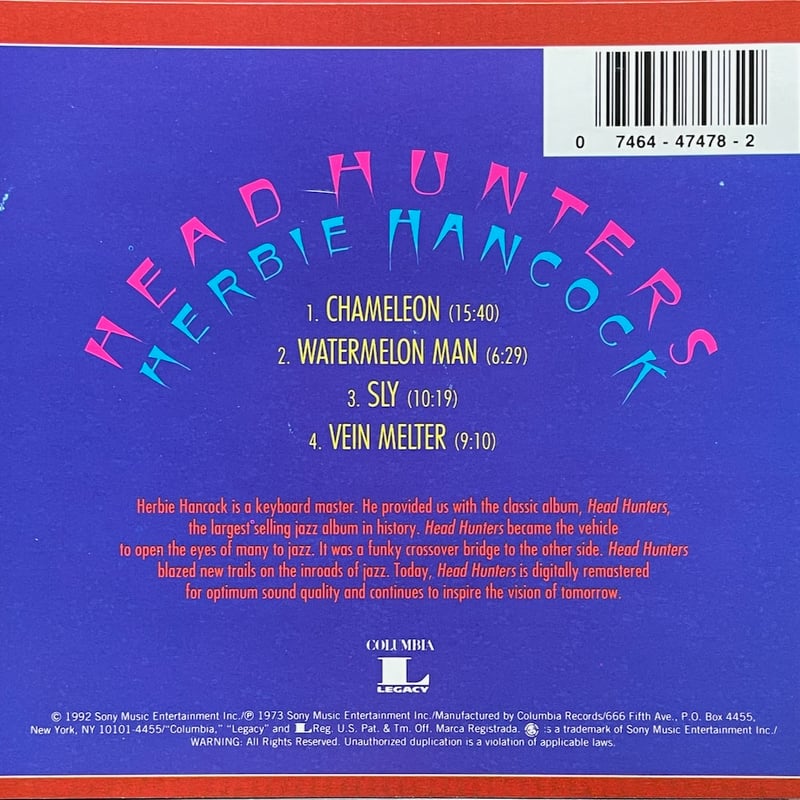 0 7464 - 47478 - 2
HEAD HUNTERS
HERBIE HANCOCK
1. CHAMELEON (15:40)
2. WATERMELON MAN (6:29)
3. SLY (10:19)
4. VEIN MELTER (9:10)
Herbie Hancock is a keyboard master. He provided us with the classic album, Head Hunters,
the largest selling jazz album in history. Head Hunters became the vehicle
to open the eyes of many to jazz. It was a funky crossover bridge to the other side. Head Hunters
blazed new trails on the inroads of jazz. Today, Head Hunters is digitally remastered
for optimum sound quality and continues to inspire the vision of tomorrow.
COLUMBIA
L
LEGACY
© 1992 Sony Music Entertainment Inc./℗ 1973 Sony Music Entertainment Inc./Manufactured by Columbia Records/666 Fifth Ave., P.O. Box 4455,
New York, NY 10101-4455/"Columbia," "Legacy" and L Reg. U.S. Pat. & Tm. Off. Marca Registrada. is a trademark of Sony Music Entertainment Inc./
WARNING: All Rights Reserved. Unauthorized duplication is a violation of applicable laws.